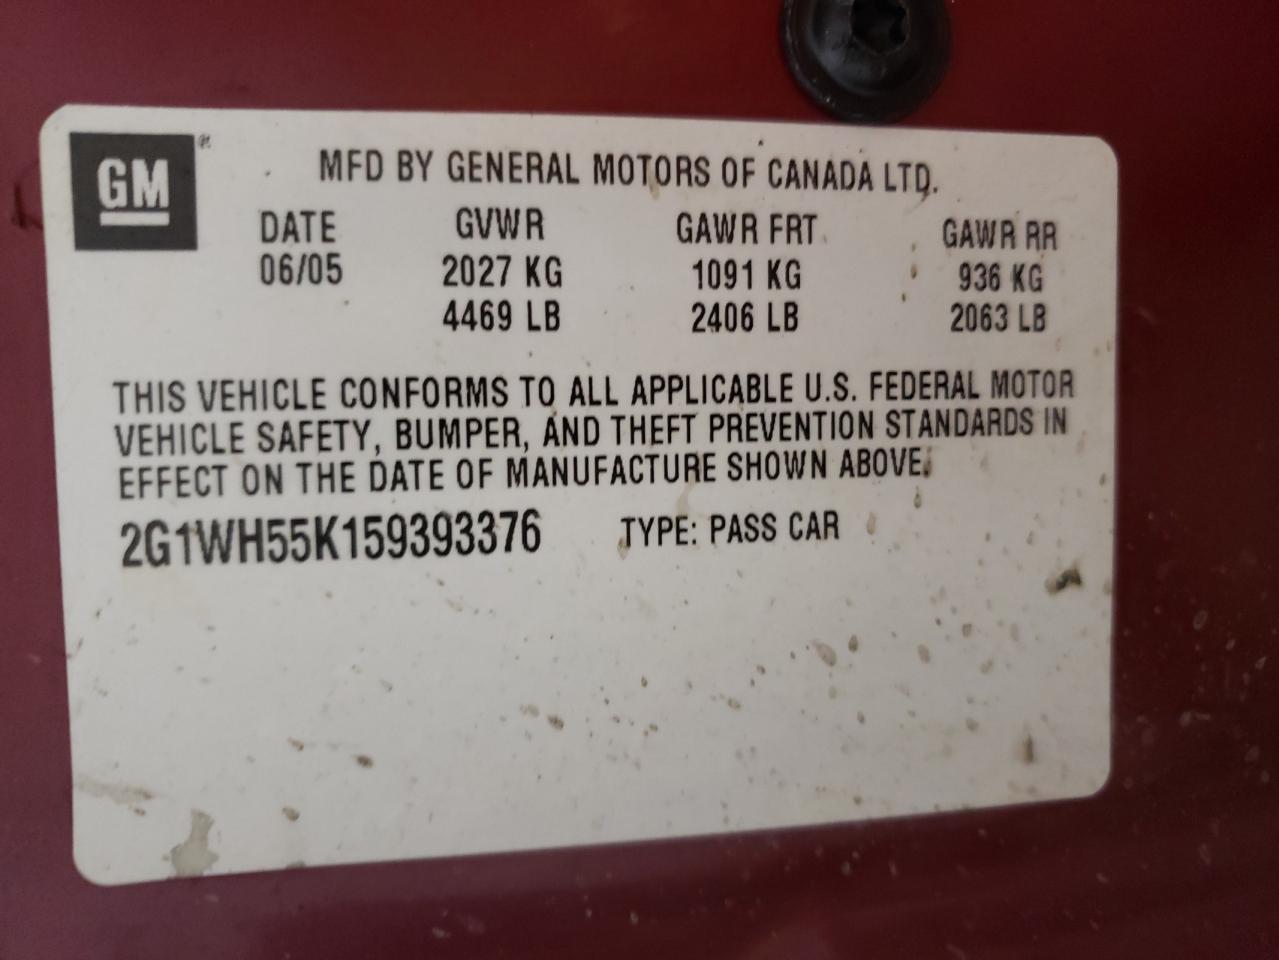 GM®
MFD BY GENERAL MOTORS OF CANADA LTD.
DATE GVWR GAWR FRT GAWR RR
06/05 2027 KG 1091 KG 936 KG
4469 LB 2406 LB 2063 LB
THIS VEHICLE CONFORMS TO ALL APPLICABLE U.S. FEDERAL MOTOR
VEHICLE SAFETY, BUMPER, AND THEFT PREVENTION STANDARDS IN
EFFECT ON THE DATE OF MANUFACTURE SHOWN ABOVE.
2G1WH55K159393376 TYPE: PASS CAR